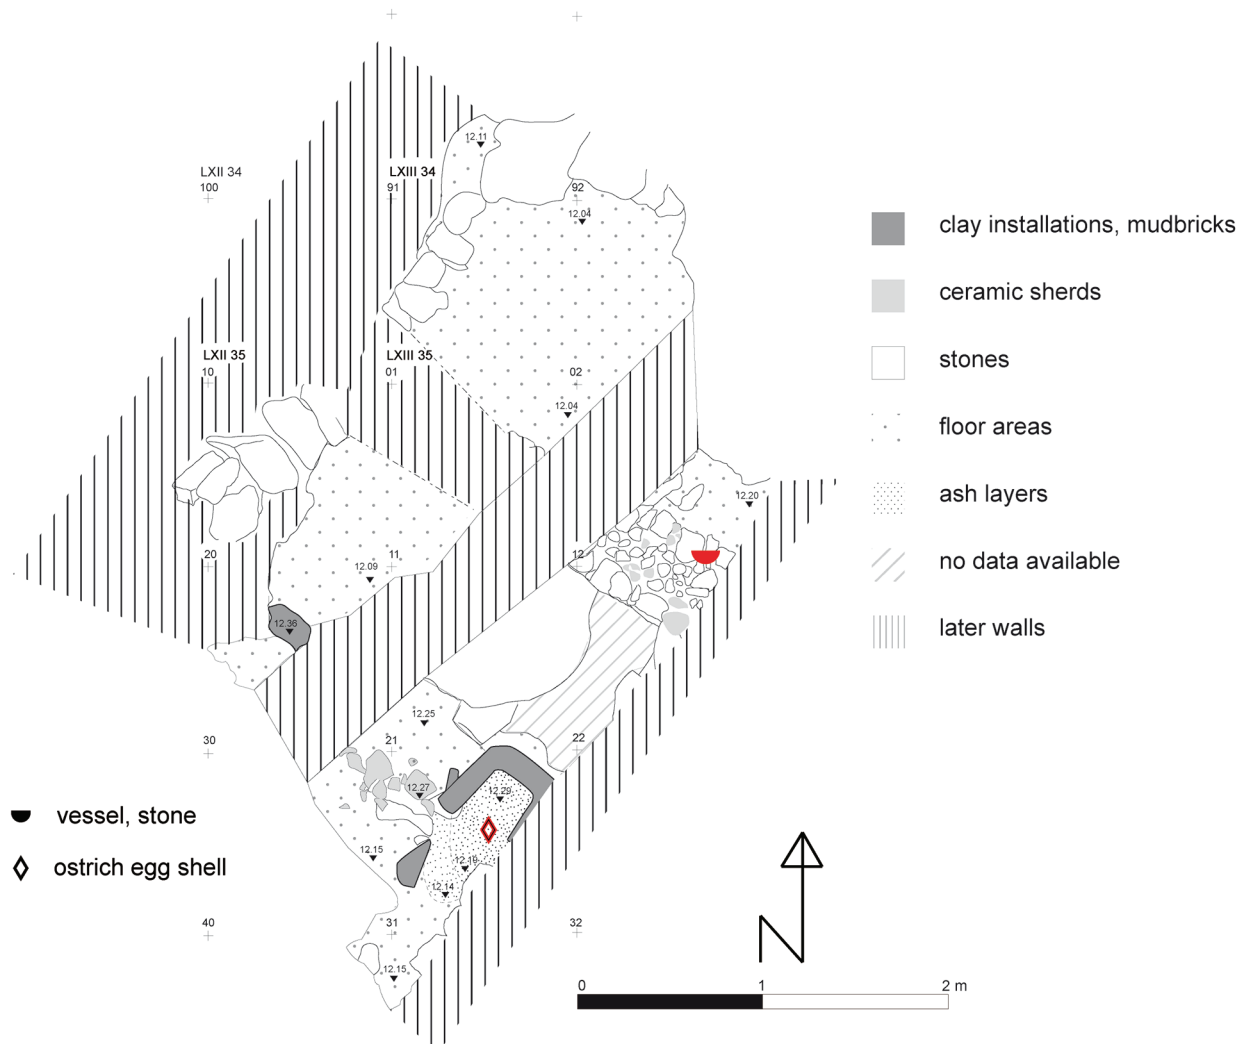 12.11
LXII 34
100
LXIII 34
91
92
12.04
clay installations, mudbricks
ceramic sherds
LXII 35
10
LXIII 35
01
02
stones
12.04
floor areas
12.20
ash layers
20
11
12
12.09
no data available
12.36
later walls
12.25
30
21
22
12.27
12.29
vessel, stone
12.15
12.19
ostrich egg shell
12.14
40
31
32
12.15
N
0
1
2 m